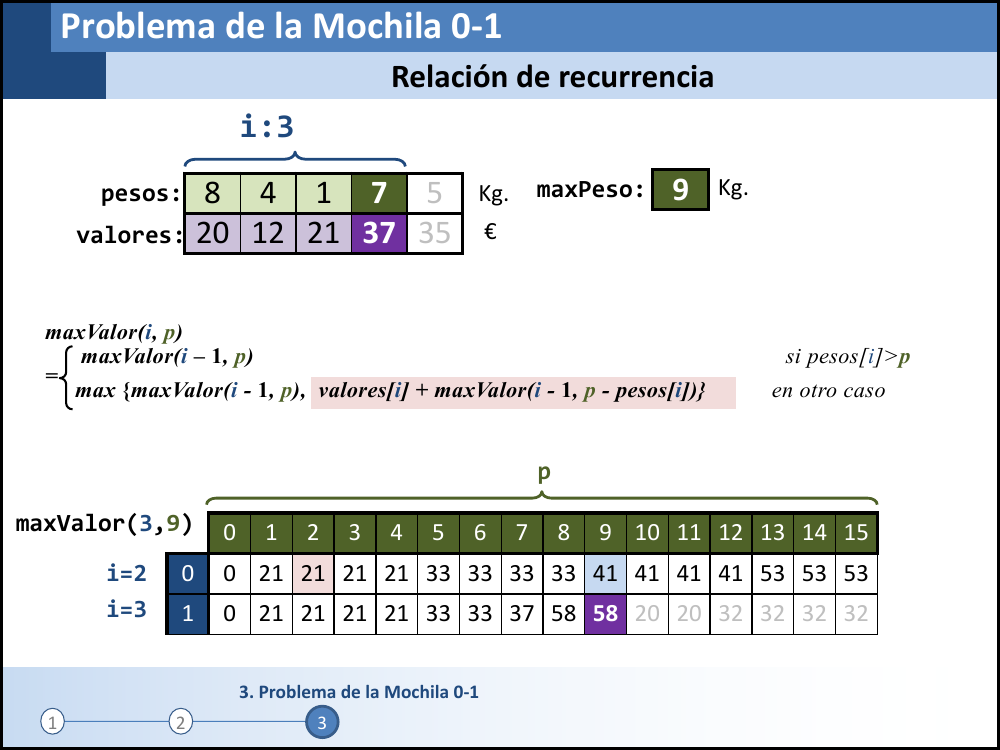 Problema de la Mochila 0-1
Relación de recurrencia
i:3
pesos: 8 4 1 7 5 Kg. maxPeso: 9 Kg.
valores: 20 12 21 37 35 €
maxValor(i, p)
= maxValor(i – 1, p) si pesos[i]>p
max {maxValor(i - 1, p), valores[i] + maxValor(i - 1, p - pesos[i])} en otro caso
p
maxValor(3,9) 0 1 2 3 4 5 6 7 8 9 10 11 12 13 14 15
i=2 0 0 21 21 21 21 33 33 33 33 41 41 41 41 53 53 53
i=3 1 0 21 21 21 21 33 33 37 58 58 20 20 32 32 32 32
3. Problema de la Mochila 0-1
1 2 3